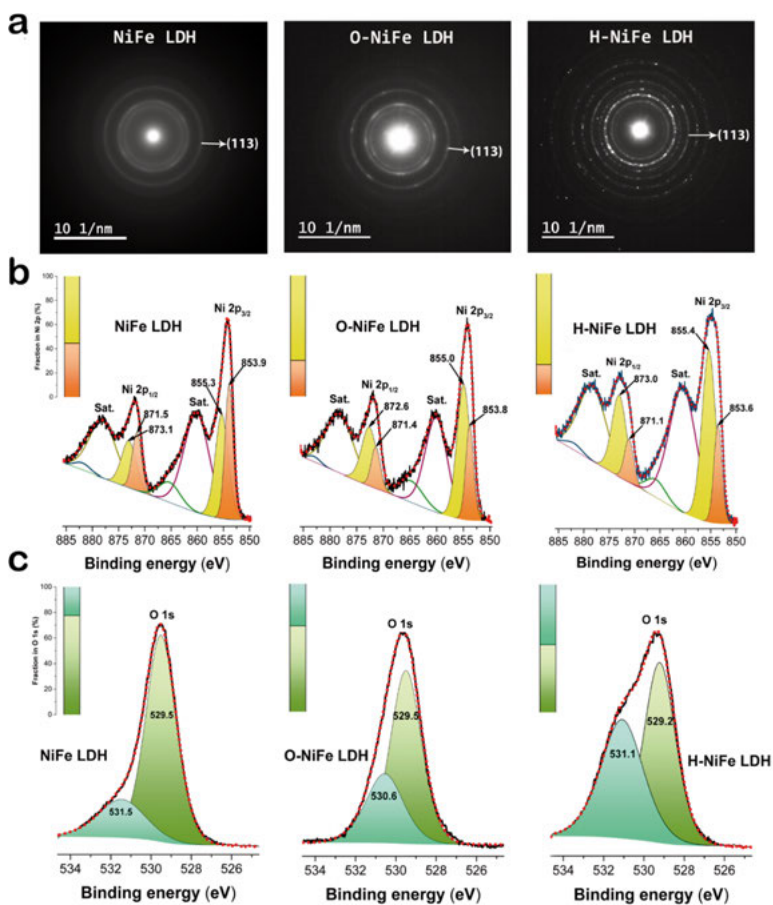 a
NiFe LDH
(113)
10 1/nm
O-NiFe LDH
(113)
10 1/nm
H-NiFe LDH
(113)
10 1/nm
b
Fraction in Ni 2p (%)
100
80
60
40
20
0
NiFe LDH
Ni 2p3/2
Ni 2p1/2
Sat.
Sat.
855.3
853.9
871.5
873.1
885 880 875 870 865 860 855 850
Binding energy (eV)
O-NiFe LDH
Ni 2p3/2
Ni 2p1/2
Sat.
Sat.
855.0
853.8
872.6
871.4
885 880 875 870 865 860 855 850
Binding energy (eV)
H-NiFe LDH
Ni 2p3/2
855.4
Ni 2p1/2
Sat.
Sat.
873.0
871.1
853.6
885 880 875 870 865 860 855 850
Binding energy (eV)
c
Fraction in O 1s (%)
100
80
60
40
20
0
O 1s
529.5
NiFe LDH
531.5
534 532 530 528 526
Binding energy (eV)
O 1s
529.5
O-NiFe LDH
530.6
534 532 530 528 526
Binding energy (eV)
O 1s
529.2
531.1
H-NiFe LDH
534 532 530 528 526
Binding energy (eV)